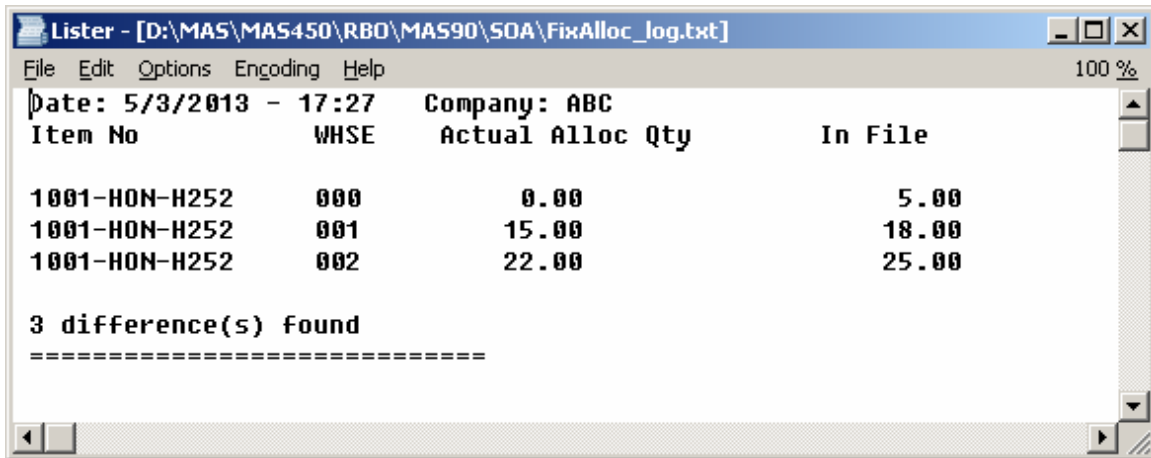 Lister - [D:\MAS\MAS450\RBO\MAS90\SOA\FixAlloc_log.txt]
File Edit Options Encoding Help 100 %
Date: 5/3/2013 - 17:27 Company: ABC
Item No WHSE Actual Alloc Qty In File
1001-HON-H252 000 0.00 5.00
1001-HON-H252 001 15.00 18.00
1001-HON-H252 002 22.00 25.00
3 difference(s) found
=============================